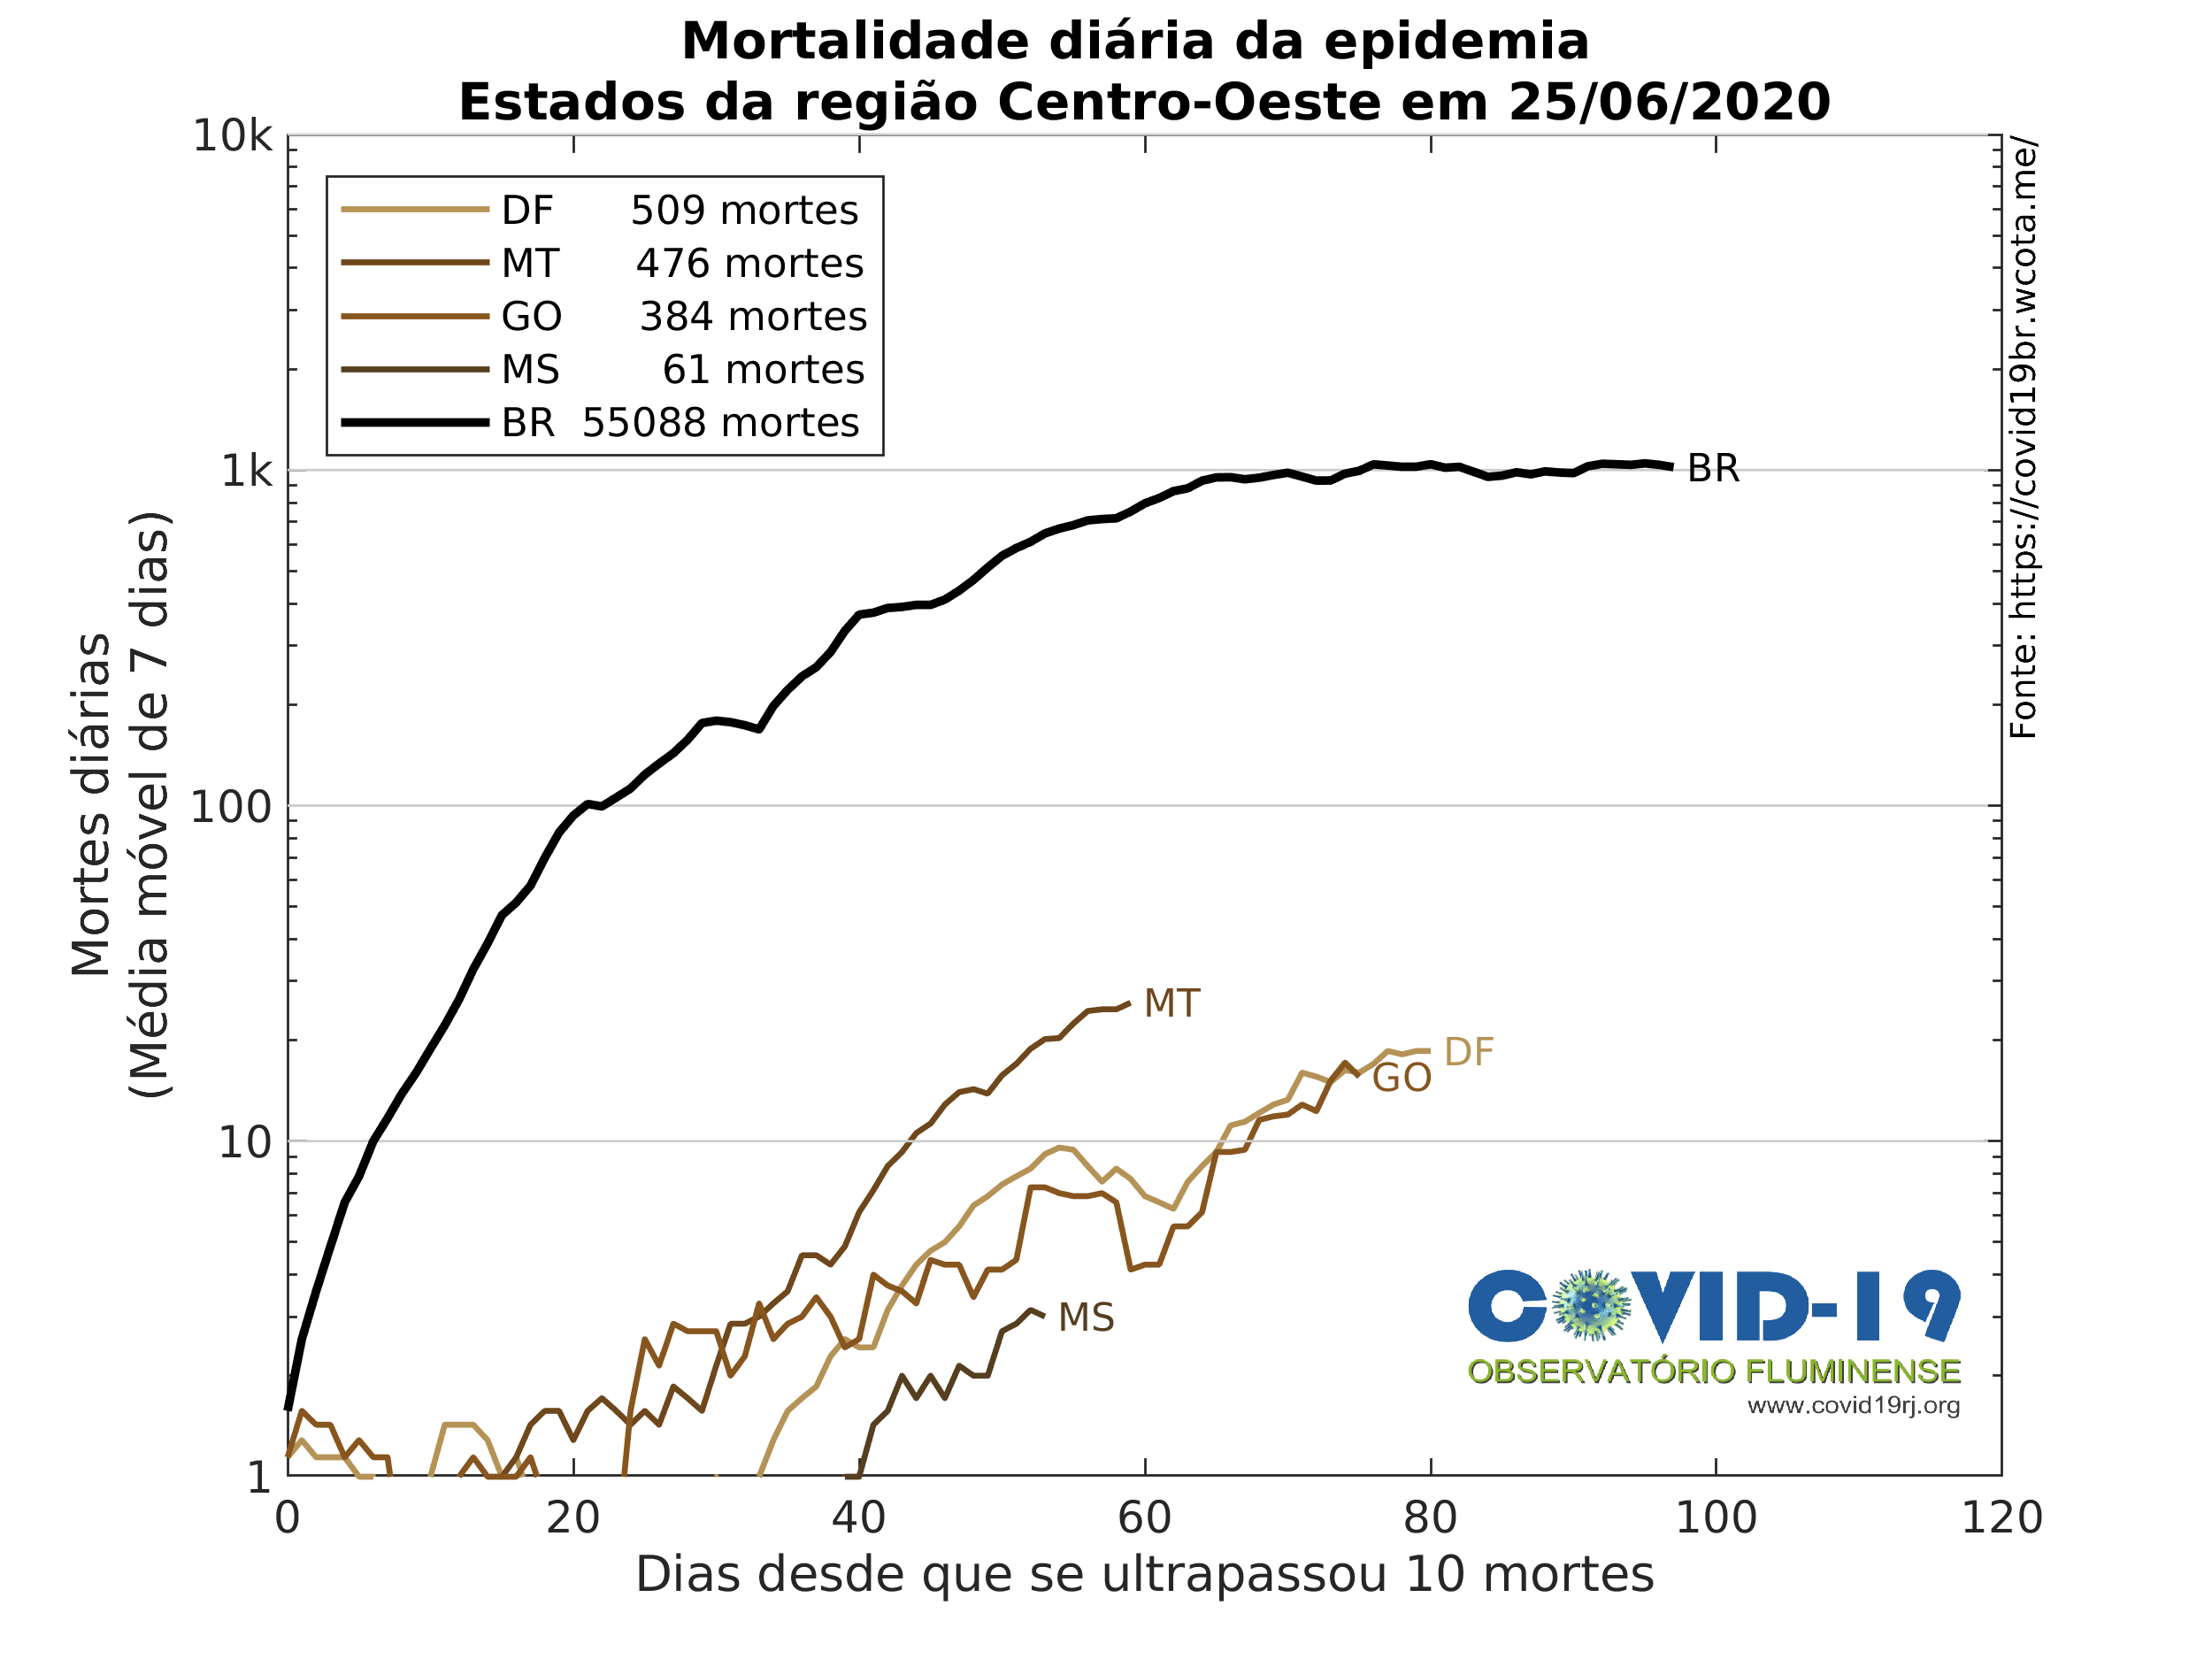 Mortalidade diária da epidemia
Estados da região Centro-Oeste em 25/06/2020
10k
1k
100
10
1
Mortes diárias
(Média móvel de 7 dias)
DF 509 mortes
MT 476 mortes
GO 384 mortes
MS 61 mortes
BR 55088 mortes
BR
MT
DF
GO
MS
Fonte: https://covid19br.wcota.me/
COVID-19
OBSERVATÓRIO FLUMINENSE
www.covid19rj.org
0 20 40 60 80 100 120
Dias desde que se ultrapassou 10 mortes